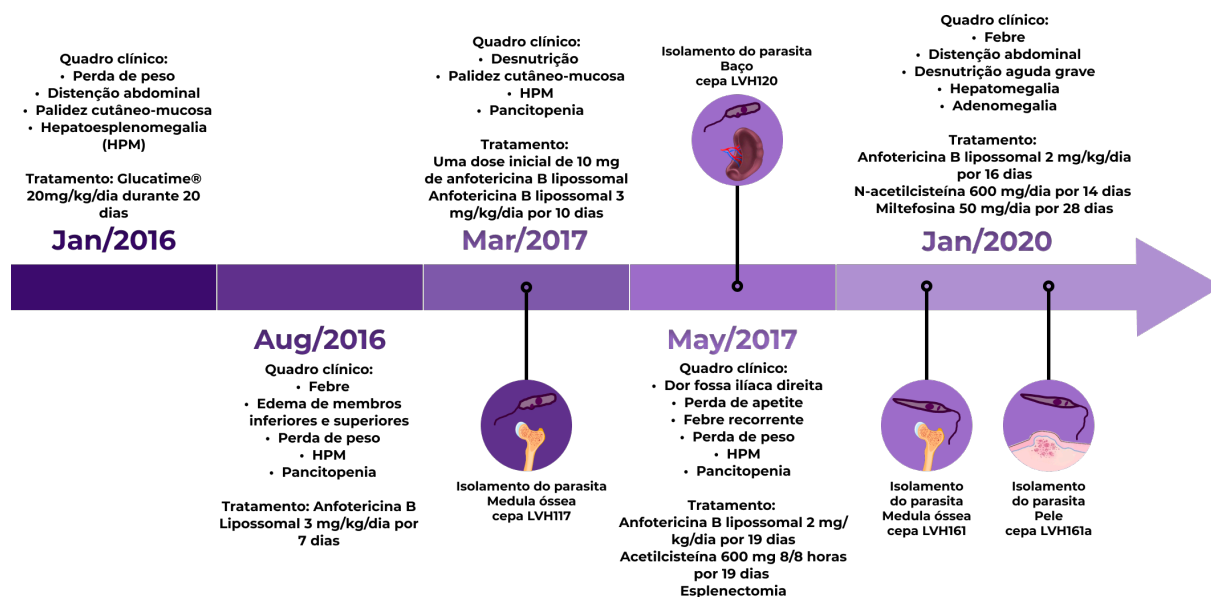 Quadro clínico:
• Perda de peso
• Distenção abdominal
• Palidez cutâneo-mucosa
• Hepatoesplenomegalia
(HPM)
Tratamento: Glucatime®
20mg/kg/dia durante 20
dias
Jan/2016
Aug/2016
Quadro clínico:
• Febre
• Edema de membros
inferiores e superiores
• Perda de peso
• HPM
• Pancitopenia
Tratamento: Anfotericina B
Lipossomal 3 mg/kg/dia por
7 dias
Quadro clínico:
• Desnutrição
• Palidez cutâneo-mucosa
• HPM
• Pancitopenia
Tratamento:
Uma dose inicial de 10 mg
de anfotericina B lipossomal
Anfotericina B lipossomal 3
mg/kg/dia por 10 dias
Mar/2017
Isolamento do parasita
Medula óssea
cepa LVH117
Isolamento do parasita
Baço
cepa LVH120
May/2017
Quadro clínico:
• Dor fossa ilíaca direita
• Perda de apetite
• Febre recorrente
• Perda de peso
• HPM
• Pancitopenia
Tratamento:
Anfotericina B lipossomal 2 mg/
kg/dia por 19 dias
Acetilcisteína 600 mg 8/8 horas
por 19 dias
Esplenectomia
Quadro clínico:
• Febre
• Distenção abdominal
• Desnutrição aguda grave
• Hepatomegalia
• Adenomegalia
Tratamento:
Anfotericina B lipossomal 2 mg/kg/dia
por 16 dias
N-acetilcisteína 600 mg/dia por 14 dias
Miltefosina 50 mg/dia por 28 dias
Jan/2020
Isolamento
do parasita
Medula óssea
cepa LVH161
Isolamento
do parasita
Pele
cepa LVH161a